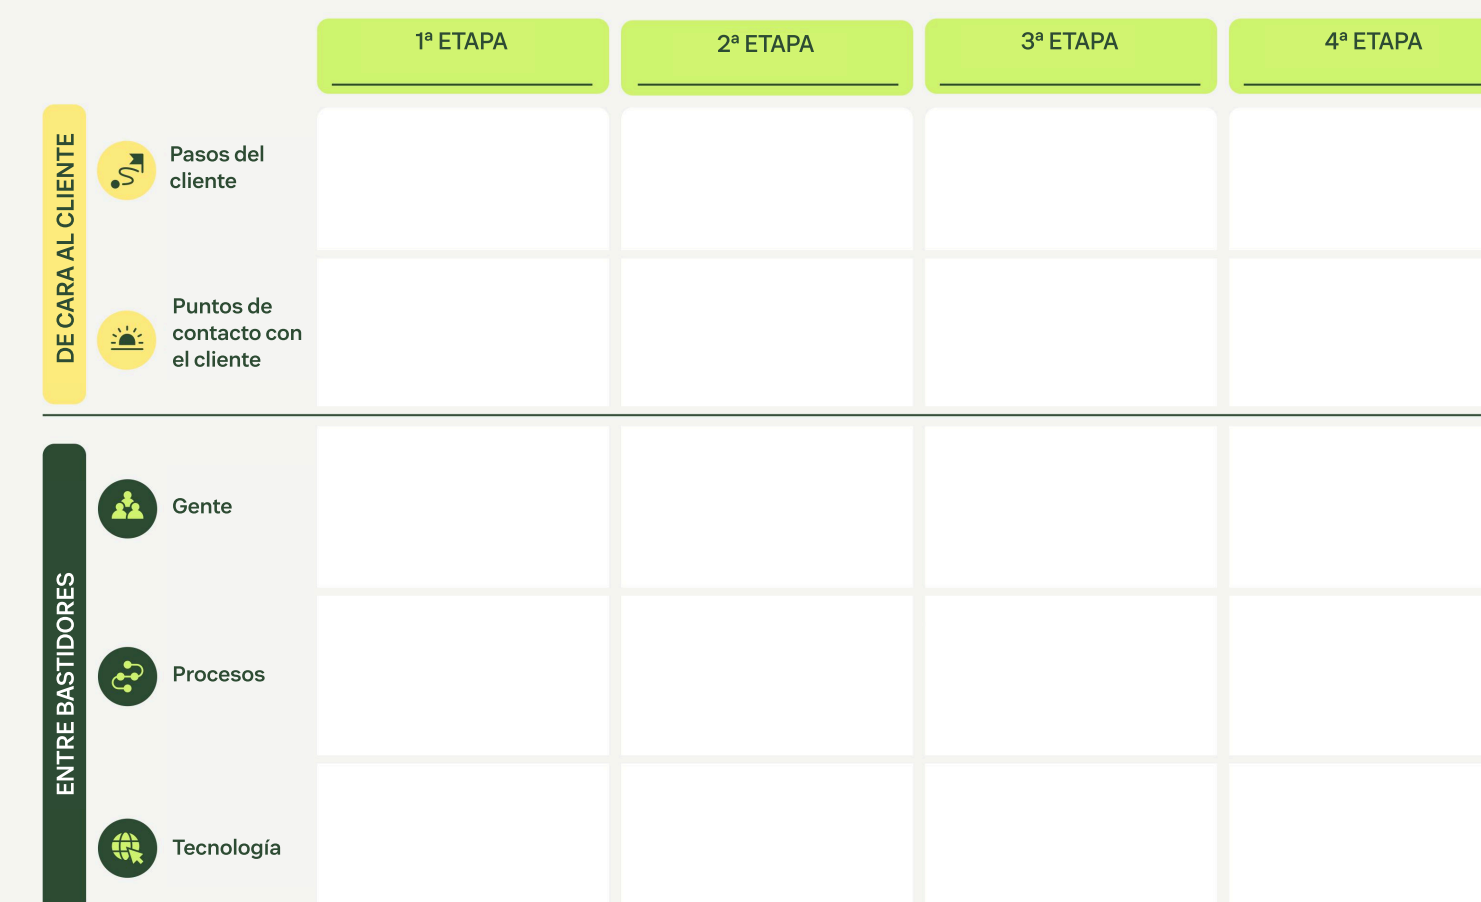 1ª ETAPA
2ª ETAPA
3ª ETAPA
4ª ETAPA
DE CARA AL CLIENTE
Pasos del
cliente
Puntos de
contacto con
el cliente
ENTRE BASTIDORES
Gente
Procesos
Tecnología